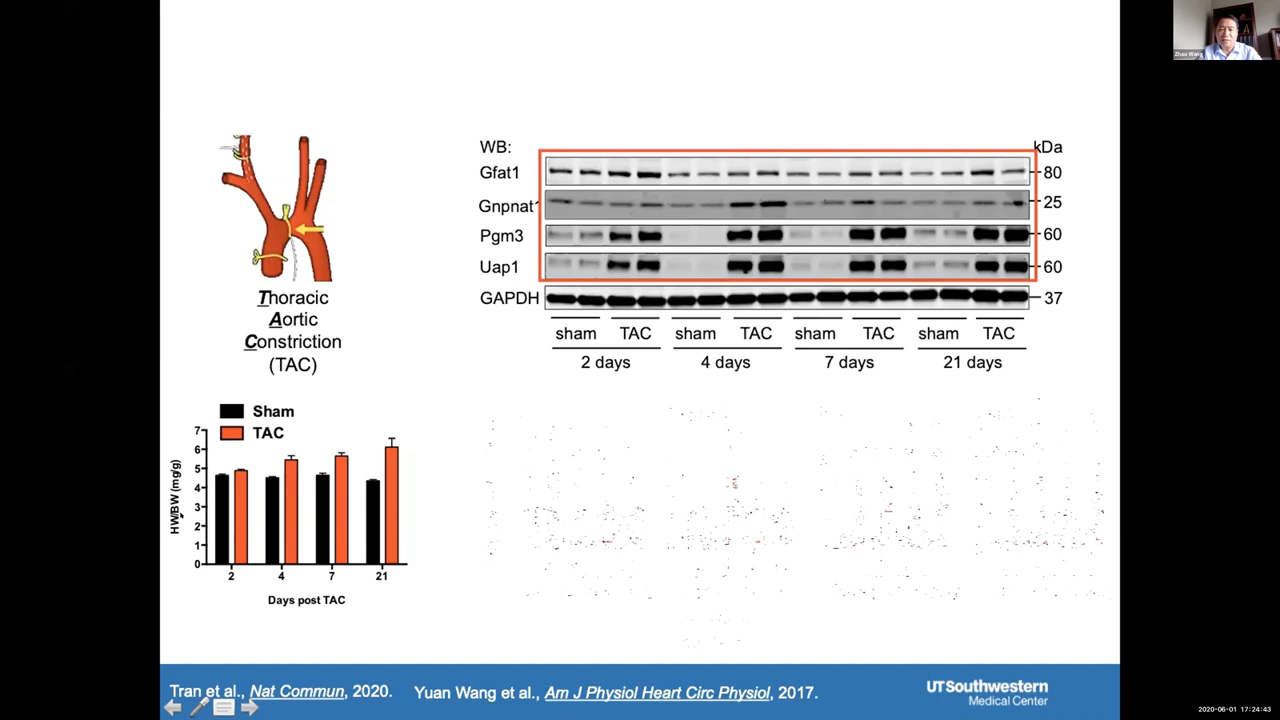 Zhao Wang
WB:
kDa
Gfat1
80
Gnpnat1
25
Pgm3
60
Uap1
60
GAPDH
37
sham TAC sham TAC sham TAC sham TAC
2 days 4 days 7 days 21 days
Thoracic
Aortic
Constriction
(TAC)
Sham
TAC
7
6
5
4
3
2
1
0
HW/BW (mg/g)
2 4 7 21
Days post TAC
Tran et al., Nat Commun, 2020. Yuan Wang et al., Am J Physiol Heart Circ Physiol, 2017.
UTSouthwestern
Medical Center
2020-06-01 17:24:43